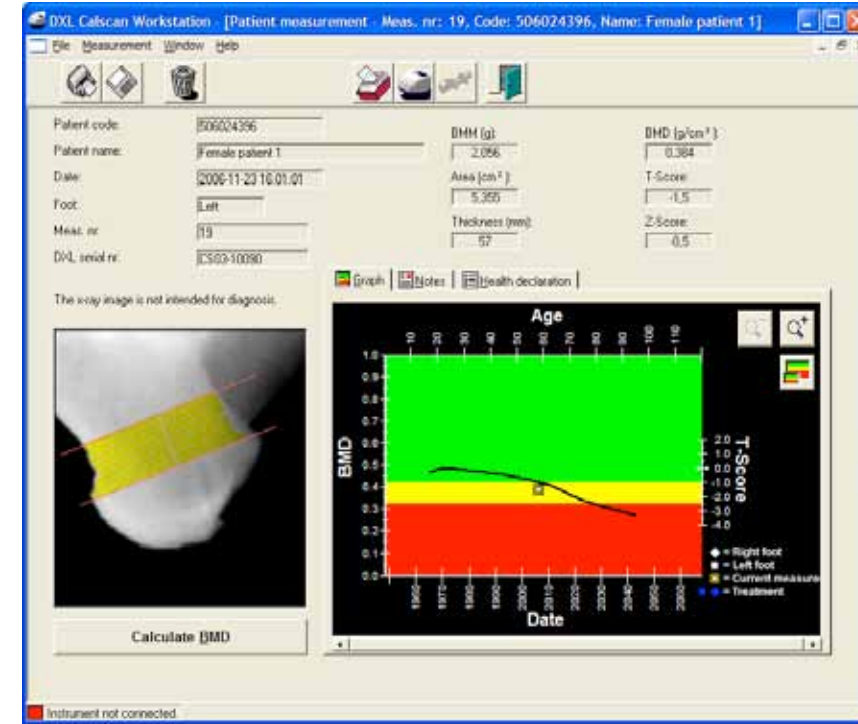 DXL Calscan Workstation - [Patient measurement - Meas. nr: 19, Code: 506024396, Name: Female patient 1]
File Measurement Window Help
Patient code: 506024396
Patient name: Female patient 1
Date: 2006-11-23 16.01.01
Foot: Left
Meas. nr: 19
DXL serial nr: CS03-10090
BMM (g): 2,056
Area (cm²): 5,355
Thickness (mm): 57
BMD (g/cm²): 0,384
T-Score: -1,5
Z-Score: 0,5
The x-ray image is not intended for diagnosis.
Graph Notes Health declaration
Age
10 20 30 40 50 60 70 80 90 100 110
BMD
1.0
0.9
0.8
0.7
0.6
0.5
0.4
0.3
0.2
0.1
0.0
2.0
1.0
0.0
-1.0
-2.0
-3.0
-4.0
T-Score
1960 1970 1980 1990 2000 2010 2020 2030 2040 2050 2060
Date
= Right foot
= Left foot
= Current measure
= Treatment
Calculate BMD
Instrument not connected.